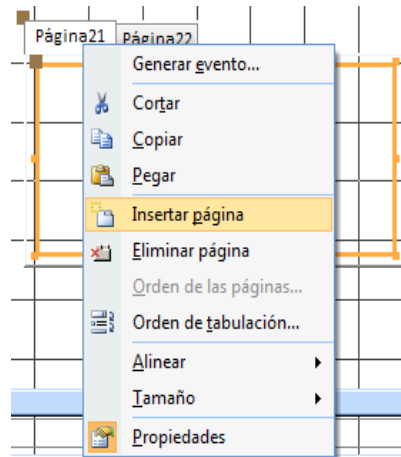 Página21 Página22
Generar evento...
Cortar
Copiar
Pegar
Insertar página
Eliminar página
Orden de las páginas...
Orden de tabulación...
Alinear
Tamaño
Propiedades